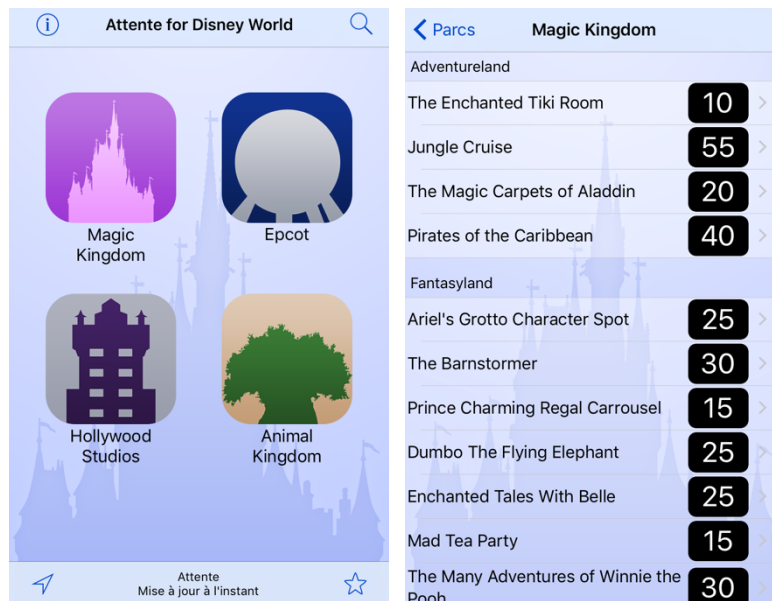 Attente for Disney World
Magic
Kingdom
Epcot
Hollywood
Studios
Animal
Kingdom
Attente
Mise à jour à l'instant
Parcs
Magic Kingdom
Adventureland
The Enchanted Tiki Room 10
Jungle Cruise 55
The Magic Carpets of Aladdin 20
Pirates of the Caribbean 40
Fantasyland
Ariel's Grotto Character Spot 25
The Barnstormer 30
Prince Charming Regal Carrousel 15
Dumbo The Flying Elephant 25
Enchanted Tales With Belle 25
Mad Tea Party 15
The Many Adventures of Winnie the 30
Pooh